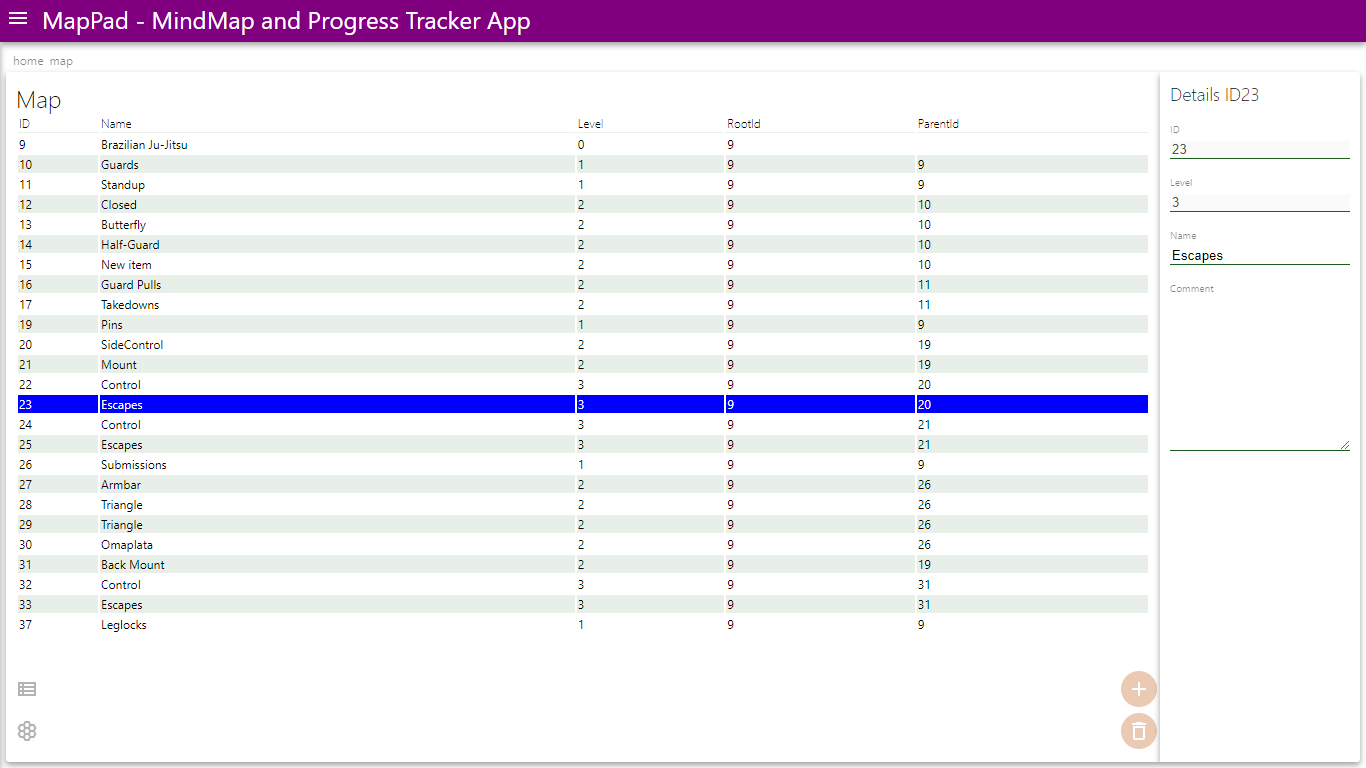 MapPad - MindMap and Progress Tracker App
home map
Map
ID Name Level RootId ParentId
9 Brazilian Ju-Jitsu 0 9
10 Guards 1 9 9
11 Standup 1 9 9
12 Closed 2 9 10
13 Butterfly 2 9 10
14 Half-Guard 2 9 10
15 New item 2 9 10
16 Guard Pulls 2 9 11
17 Takedowns 2 9 11
19 Pins 1 9 9
20 SideControl 2 9 19
21 Mount 2 9 19
22 Control 3 9 20
23 Escapes 3 9 20
24 Control 3 9 21
25 Escapes 3 9 21
26 Submissions 1 9 9
27 Armbar 2 9 26
28 Triangle 2 9 26
29 Triangle 2 9 26
30 Omaplata 2 9 26
31 Back Mount 2 9 19
32 Control 3 9 31
33 Escapes 3 9 31
37 Leglocks 1 9 9
Details ID23
ID
23
Level
3
Name
Escapes
Comment